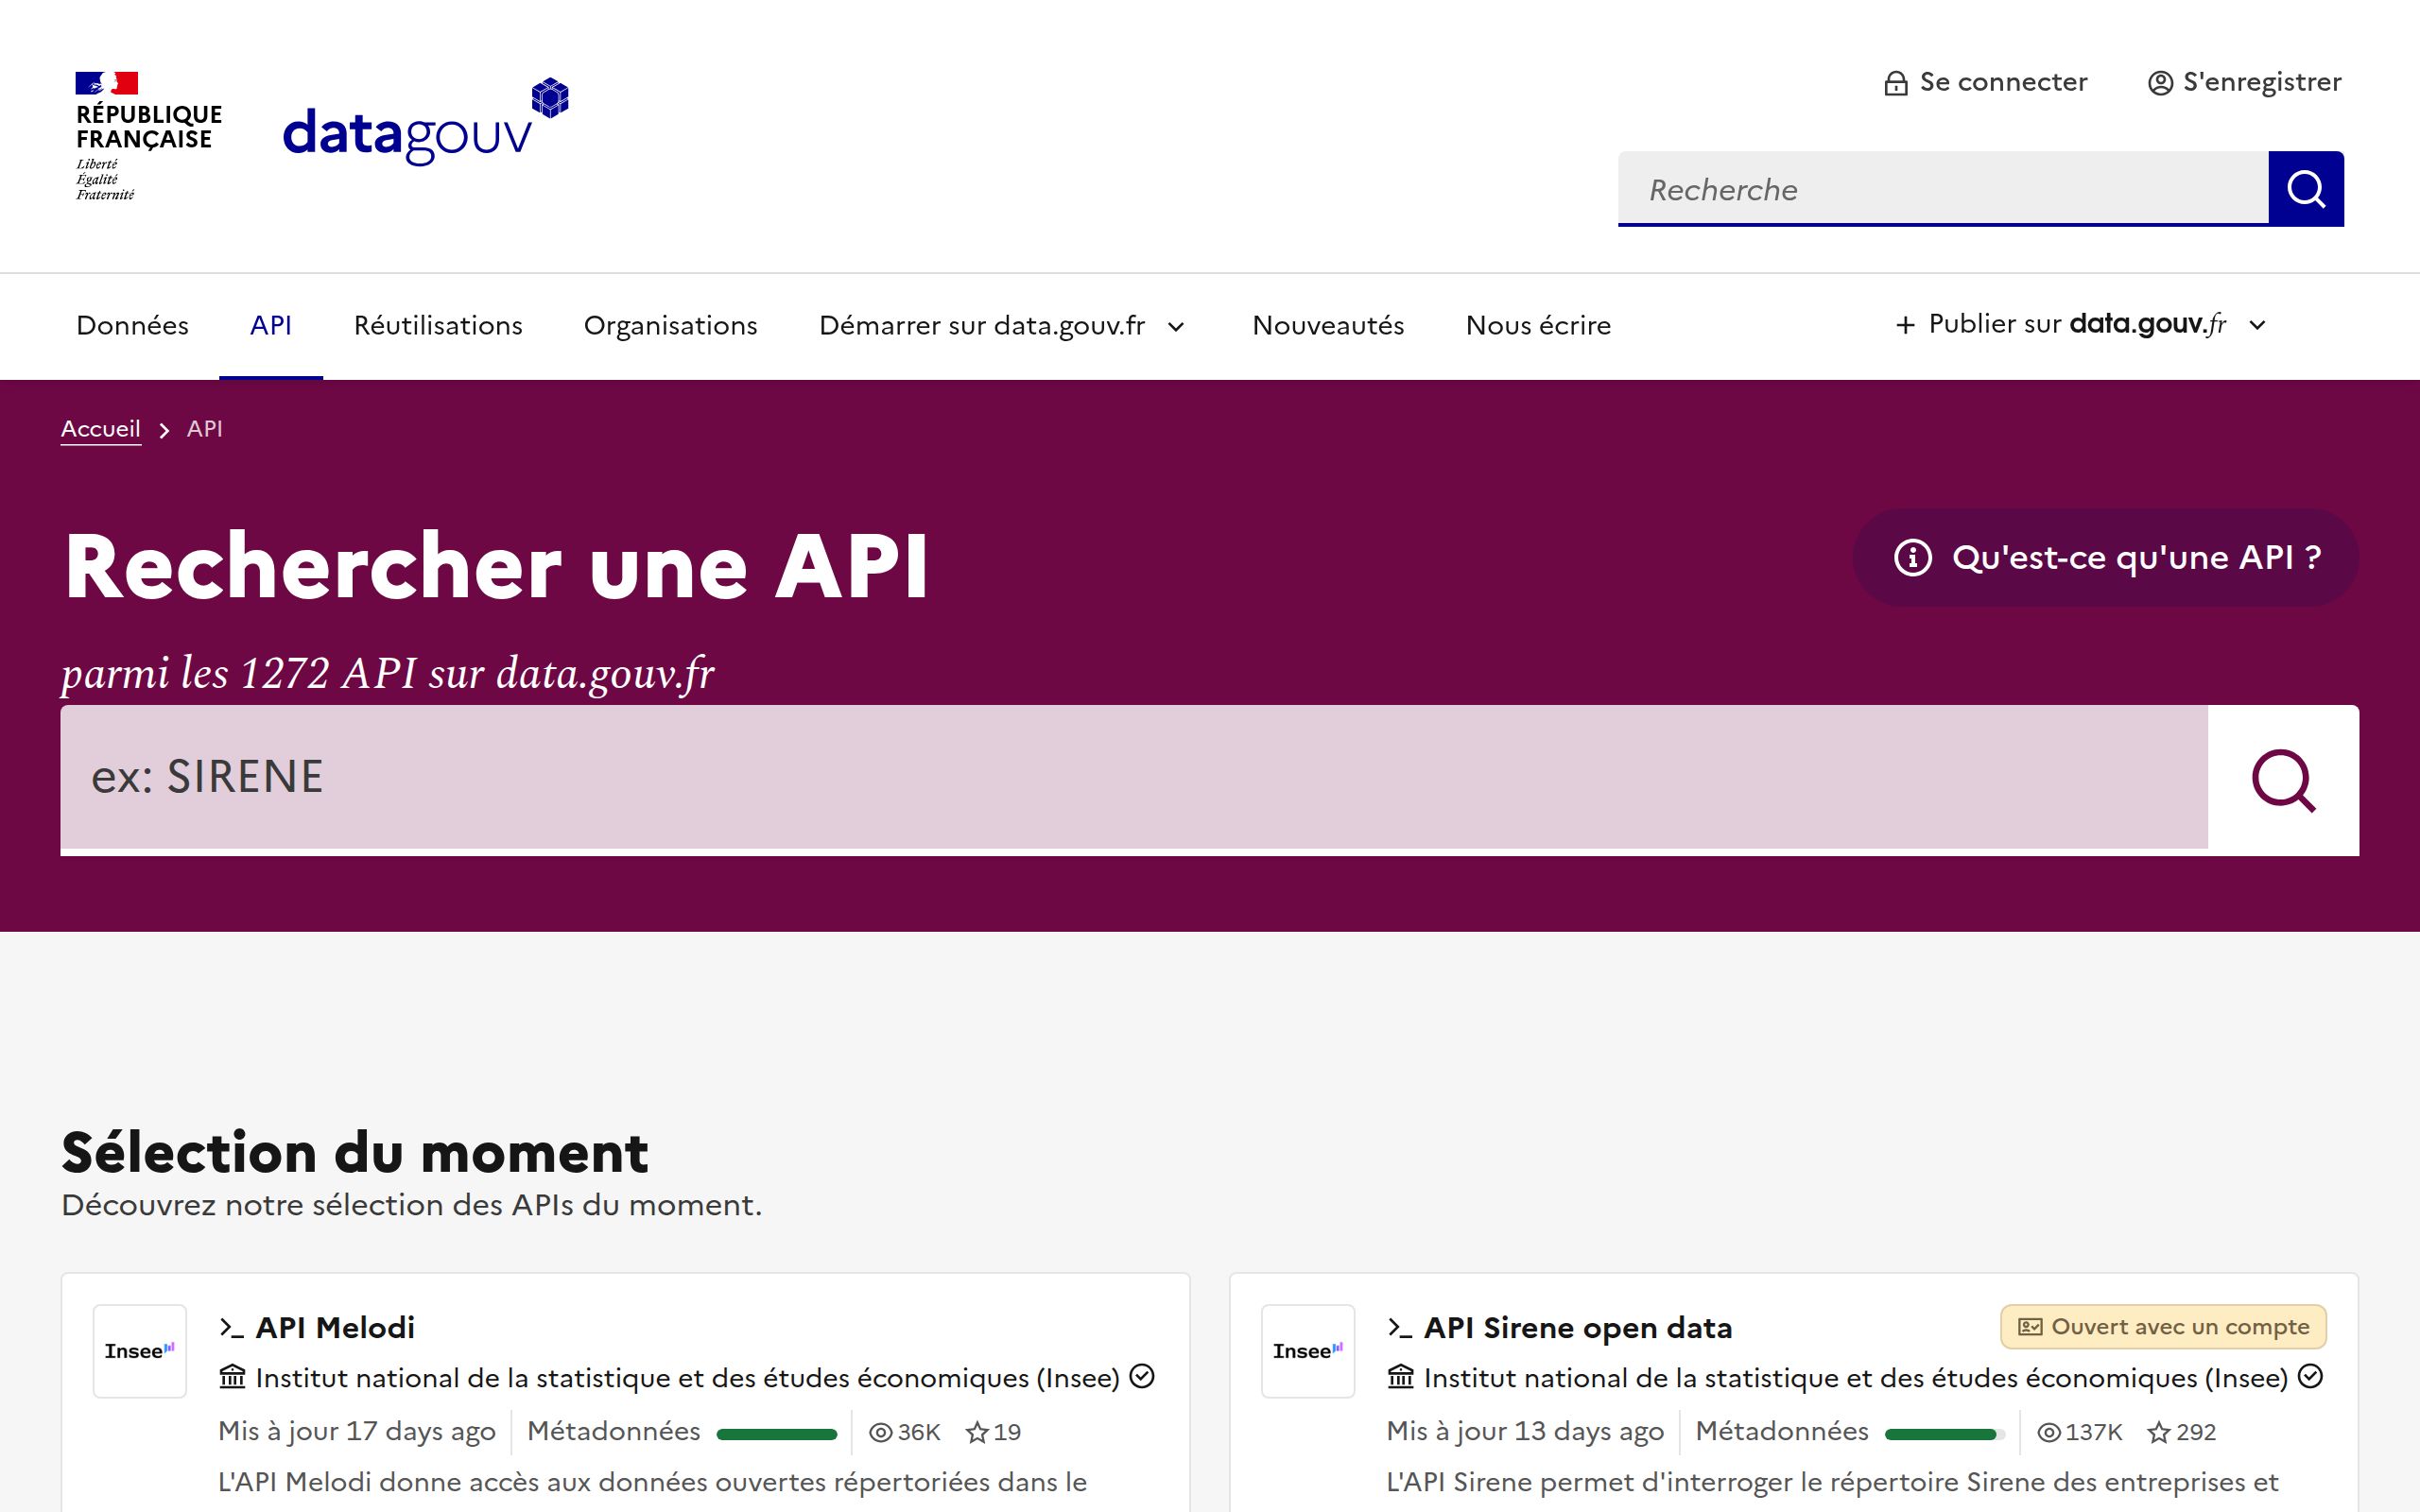 RÉPUBLIQUE
FRANÇAISE
Liberté
Égalité
Fraternité
datagouv
Se connecter
S'enregistrer
Recherche
Données
API
Réutilisations
Organisations
Démarrer sur data.gouv.fr
Nouveautés
Nous écrire
Publier sur data.gouv.fr
Accueil
API
Rechercher une API
Qu'est-ce qu'une API ?
parmi les 1272 API sur data.gouv.fr
ex: SIRENE
Sélection du moment
Découvrez notre sélection des APIs du moment.
Insee
API Melodi
Institut national de la statistique et des études économiques (Insee)
Mis à jour 17 days ago
Métadonnées
36K
19
L'API Melodi donne accès aux données ouvertes répertoriées dans le
Insee
API Sirene open data
Ouvert avec un compte
Institut national de la statistique et des études économiques (Insee)
Mis à jour 13 days ago
Métadonnées
137K
292
L'API Sirene permet d'interroger le répertoire Sirene des entreprises et